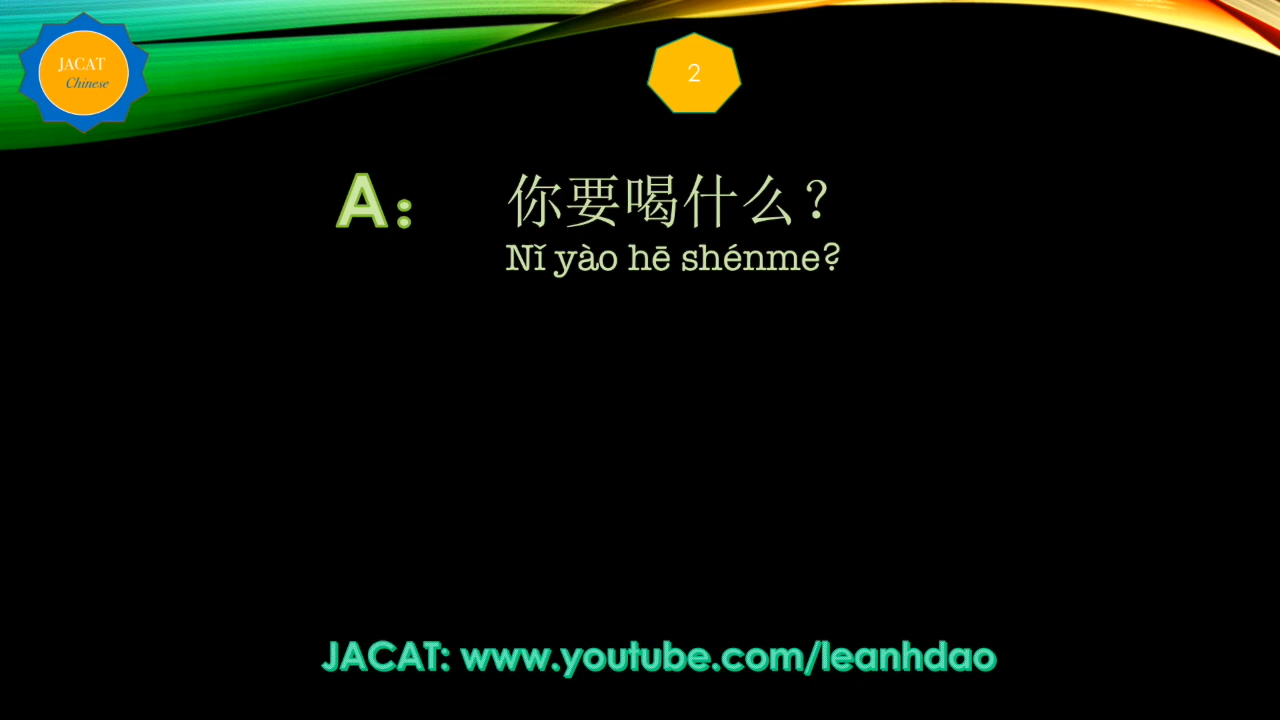 JACAT
Chinese
2
A： 你要喝什么？
Nǐ yào hē shénme?
JACAT: www.youtube.com/leanhdao